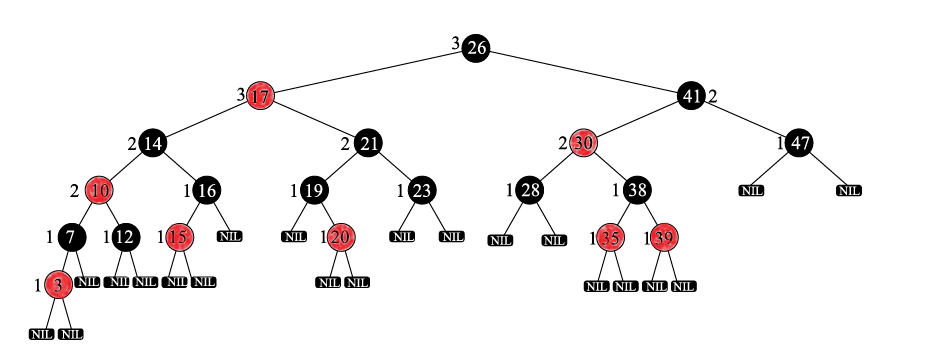 3 26
3 17 41 2
2 14 2 21 2 30 1 47
2 10 1 16 1 19 1 23 1 28 1 38 NIL NIL
1 7 1 12 1 15 NIL NIL 1 20 NIL NIL NIL NIL 1 35 1 39
1 3 NIL NIL NIL NIL NIL NIL NIL NIL NIL NIL NIL
NIL NIL